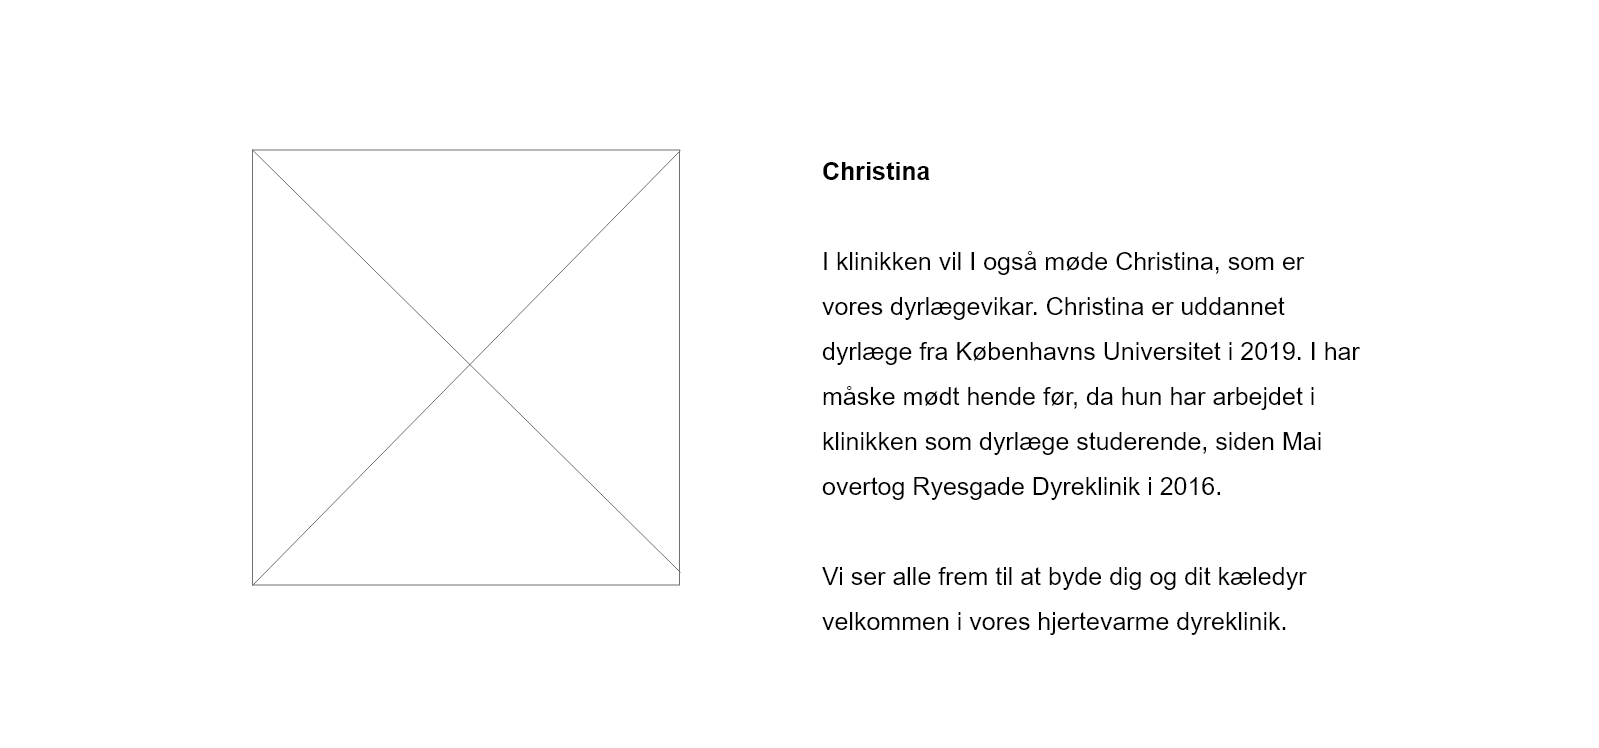 Christina
I klinikken vil I også møde Christina, som er
vores dyrlægevikar. Christina er uddannet
dyrlæge fra Københavns Universitet i 2019. I har
måske mødt hende før, da hun har arbejdet i
klinikken som dyrlæge studerende, siden Mai
overtog Ryesgade Dyreklinik i 2016.
Vi ser alle frem til at byde dig og dit kæledyr
velkommen i vores hjertevarme dyreklinik.